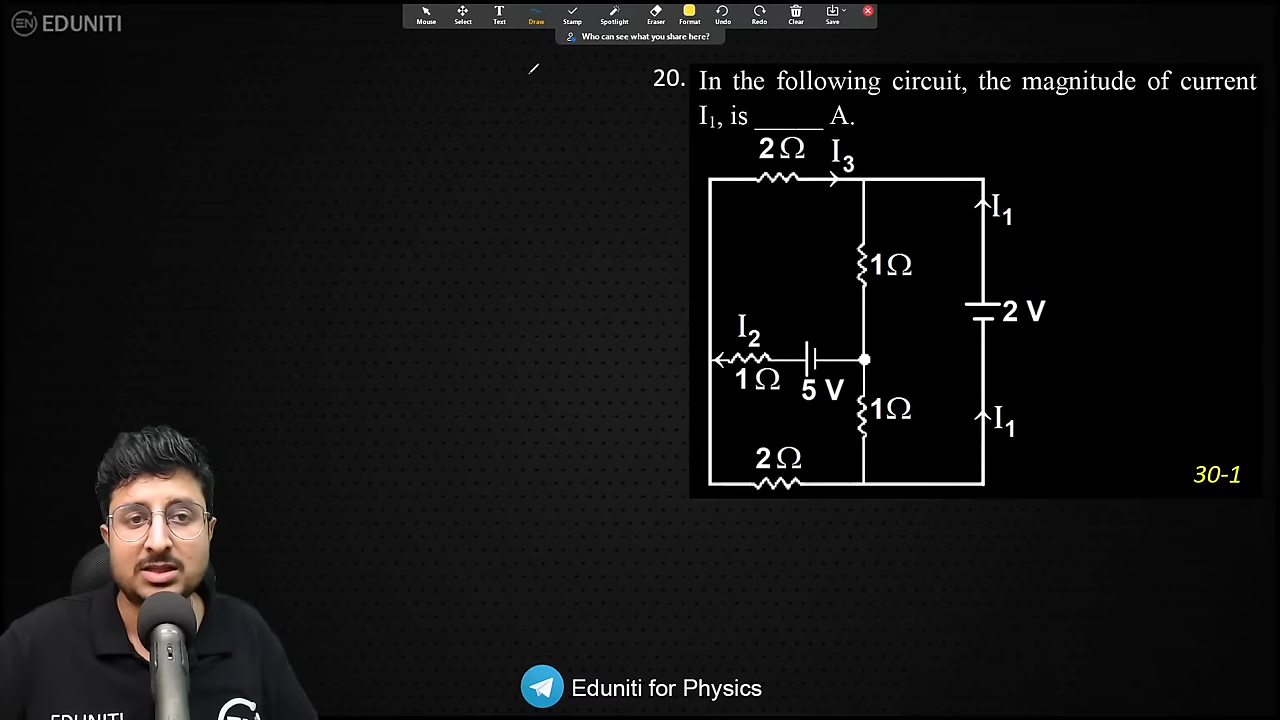 EDUNITI
Mouse Select Text Draw Stamp Spotlight Eraser Format Undo Redo Clear Save
Who can see what you share here?
20. In the following circuit, the magnitude of current
I₁, is _____ A.
2Ω I₃
I₁
1Ω
2 V
I₂
1Ω
5 V
1Ω
I₁
2Ω
30-1
Eduniti for Physics
EDUNITI